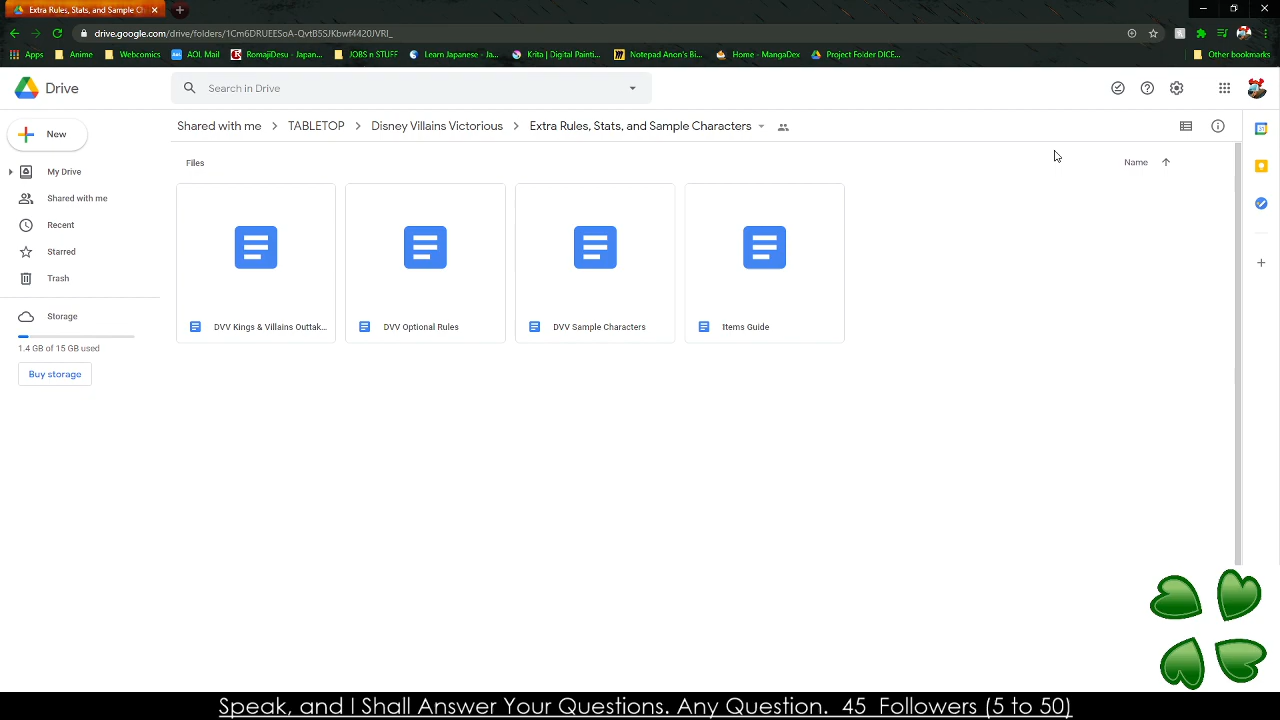 Extra Rules, Stats, and Sample Ch
drive.google.com/drive/folders/
Apps
Anime
Webcomics
AOL Mail
RomajiDesu - Japan...
JOBS n STUFF
Learn Japanese - Ja...
Krita | Digital Painti...
Notepad Anon's Bi...
Home - MangaDex
Project Folder DICE...
Other bookmarks
Drive
Search in Drive
New
Shared with me
TABLETOP
Disney Villains Victorious
Extra Rules, Stats, and Sample Characters
Files
Name
My Drive
Shared with me
Recent
Starred
Trash
Storage
1.4 GB of 15 GB used
Buy storage
DVV Kings & Villains Outtak...
DVV Optional Rules
DVV Sample Characters
Items Guide
Speak, and I Shall Answer Your Questions. Any Question. 45 Followers (5 to 50)